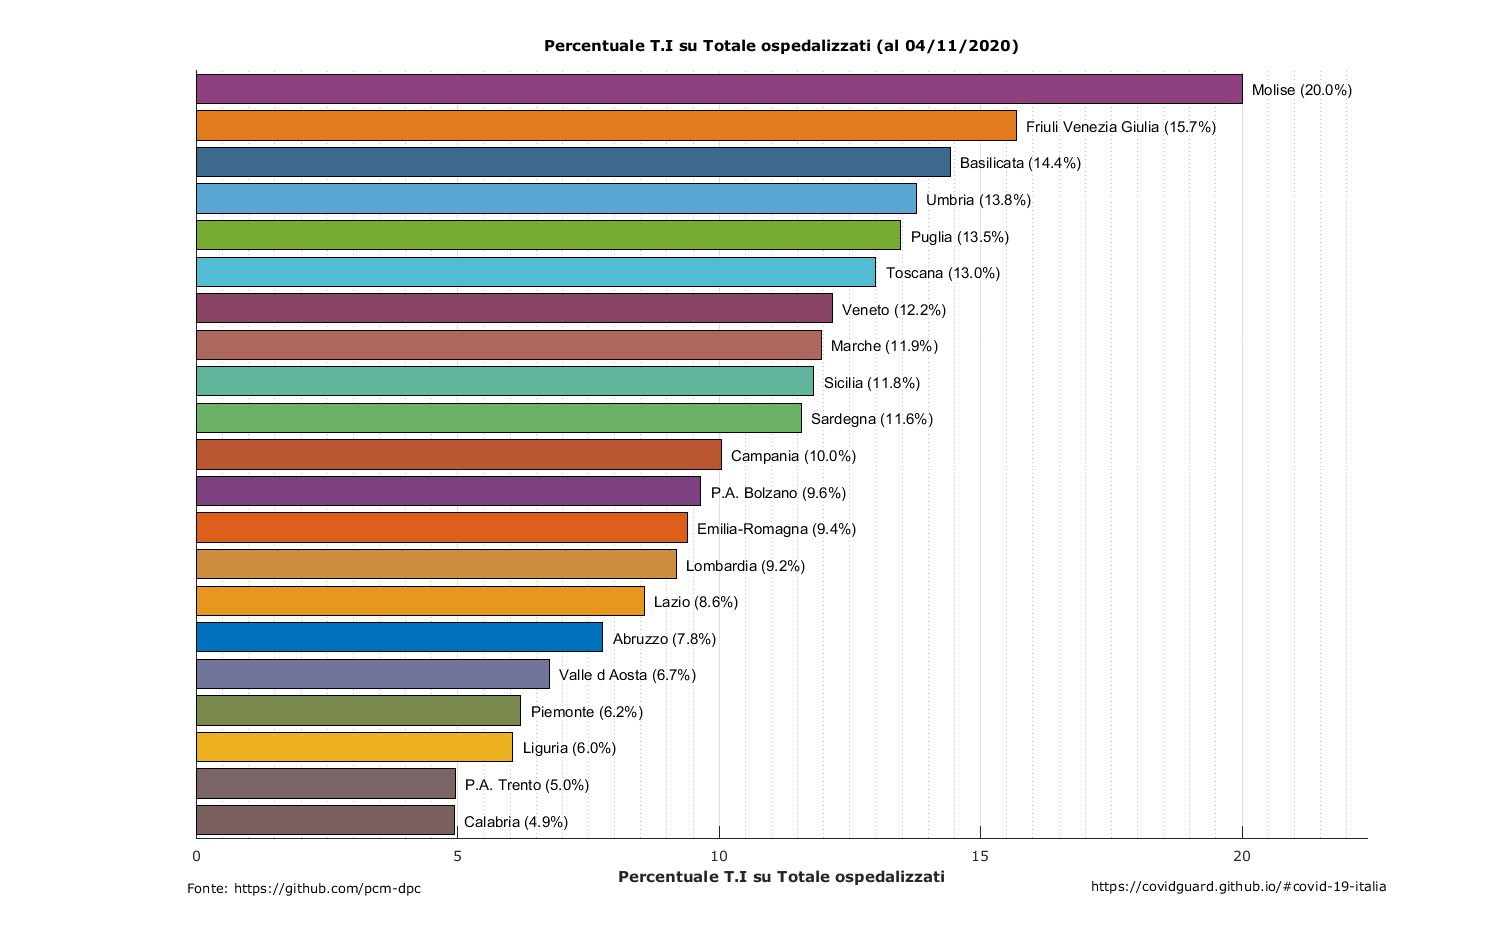 Percentuale T.I su Totale ospedalizzati (al 04/11/2020)
Molise (20.0%)
Friuli Venezia Giulia (15.7%)
Basilicata (14.4%)
Umbria (13.8%)
Puglia (13.5%)
Toscana (13.0%)
Veneto (12.2%)
Marche (11.9%)
Sicilia (11.8%)
Sardegna (11.6%)
Campania (10.0%)
P.A. Bolzano (9.6%)
Emilia-Romagna (9.4%)
Lombardia (9.2%)
Lazio (8.6%)
Abruzzo (7.8%)
Valle d Aosta (6.7%)
Piemonte (6.2%)
Liguria (6.0%)
P.A. Trento (5.0%)
Calabria (4.9%)
0 5 10 15 20
Percentuale T.I su Totale ospedalizzati
Fonte: https://github.com/pcm-dpc
https://covidguard.github.io/#covid-19-italia